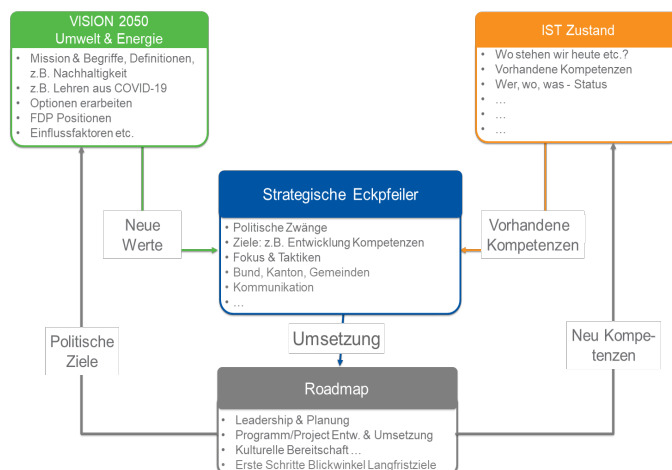 VISION 2050
Umwelt & Energie
• Mission & Begriffe, Definitionen,
z.B. Nachhaltigkeit
• z.B. Lehren aus COVID-19
• Optionen erarbeiten
• FDP Positionen
• Einflussfaktoren etc.
IST Zustand
• Wo stehen wir heute etc.?
• Vorhandene Kompetenzen
• Wer, wo, was - Status
• …
• …
• …
Strategische Eckpfeiler
• Politische Zwänge
• Ziele: z.B. Entwicklung Kompetenzen
• Fokus & Taktiken
• Bund, Kanton, Gemeinden
• Kommunikation
• …
Neue
Werte
Vorhandene
Kompetenzen
Umsetzung
Politische
Ziele
Neu Kompe-
tenzen
Roadmap
• Leadership & Planung
• Programm/Project Entw. & Umsetzung
• Kulturelle Bereitschaft …
• Erste Schritte Blickwinkel Langfristziele